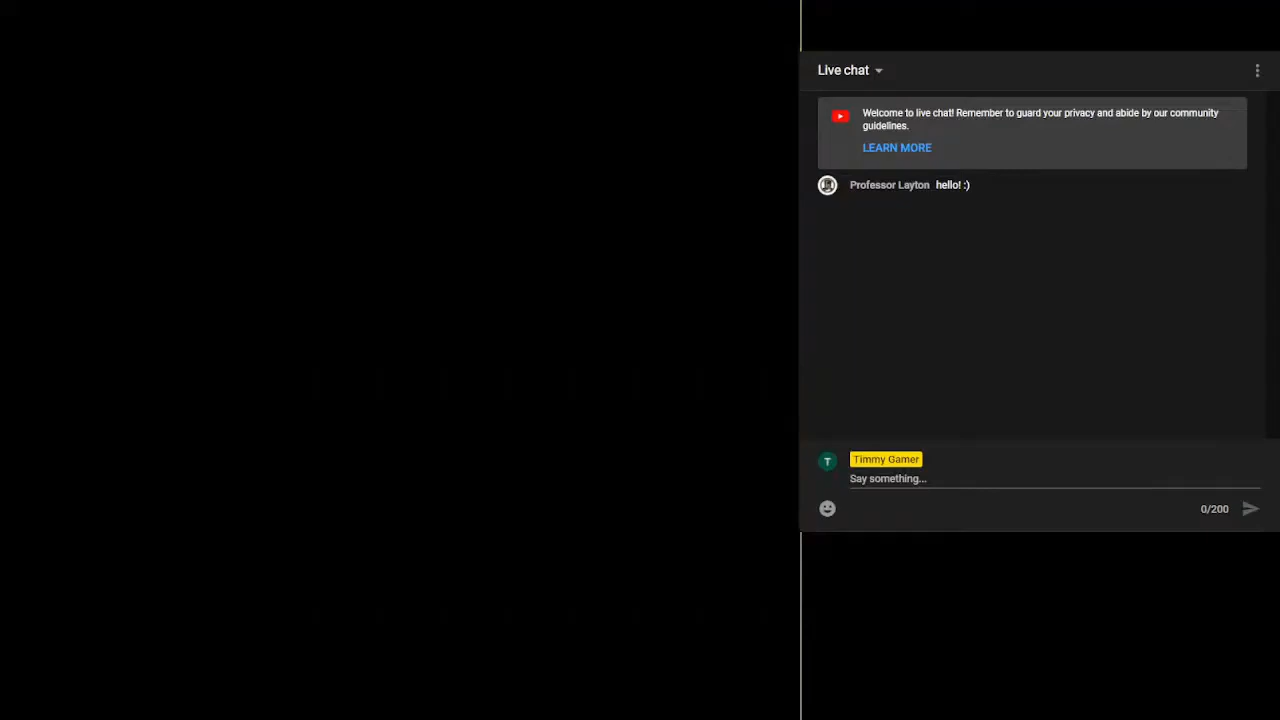 Live chat
Welcome to live chat! Remember to guard your privacy and abide by our community
guidelines.
LEARN MORE
Professor Layton hello! :)
T
Timmy Gamer
Say something...
0/200